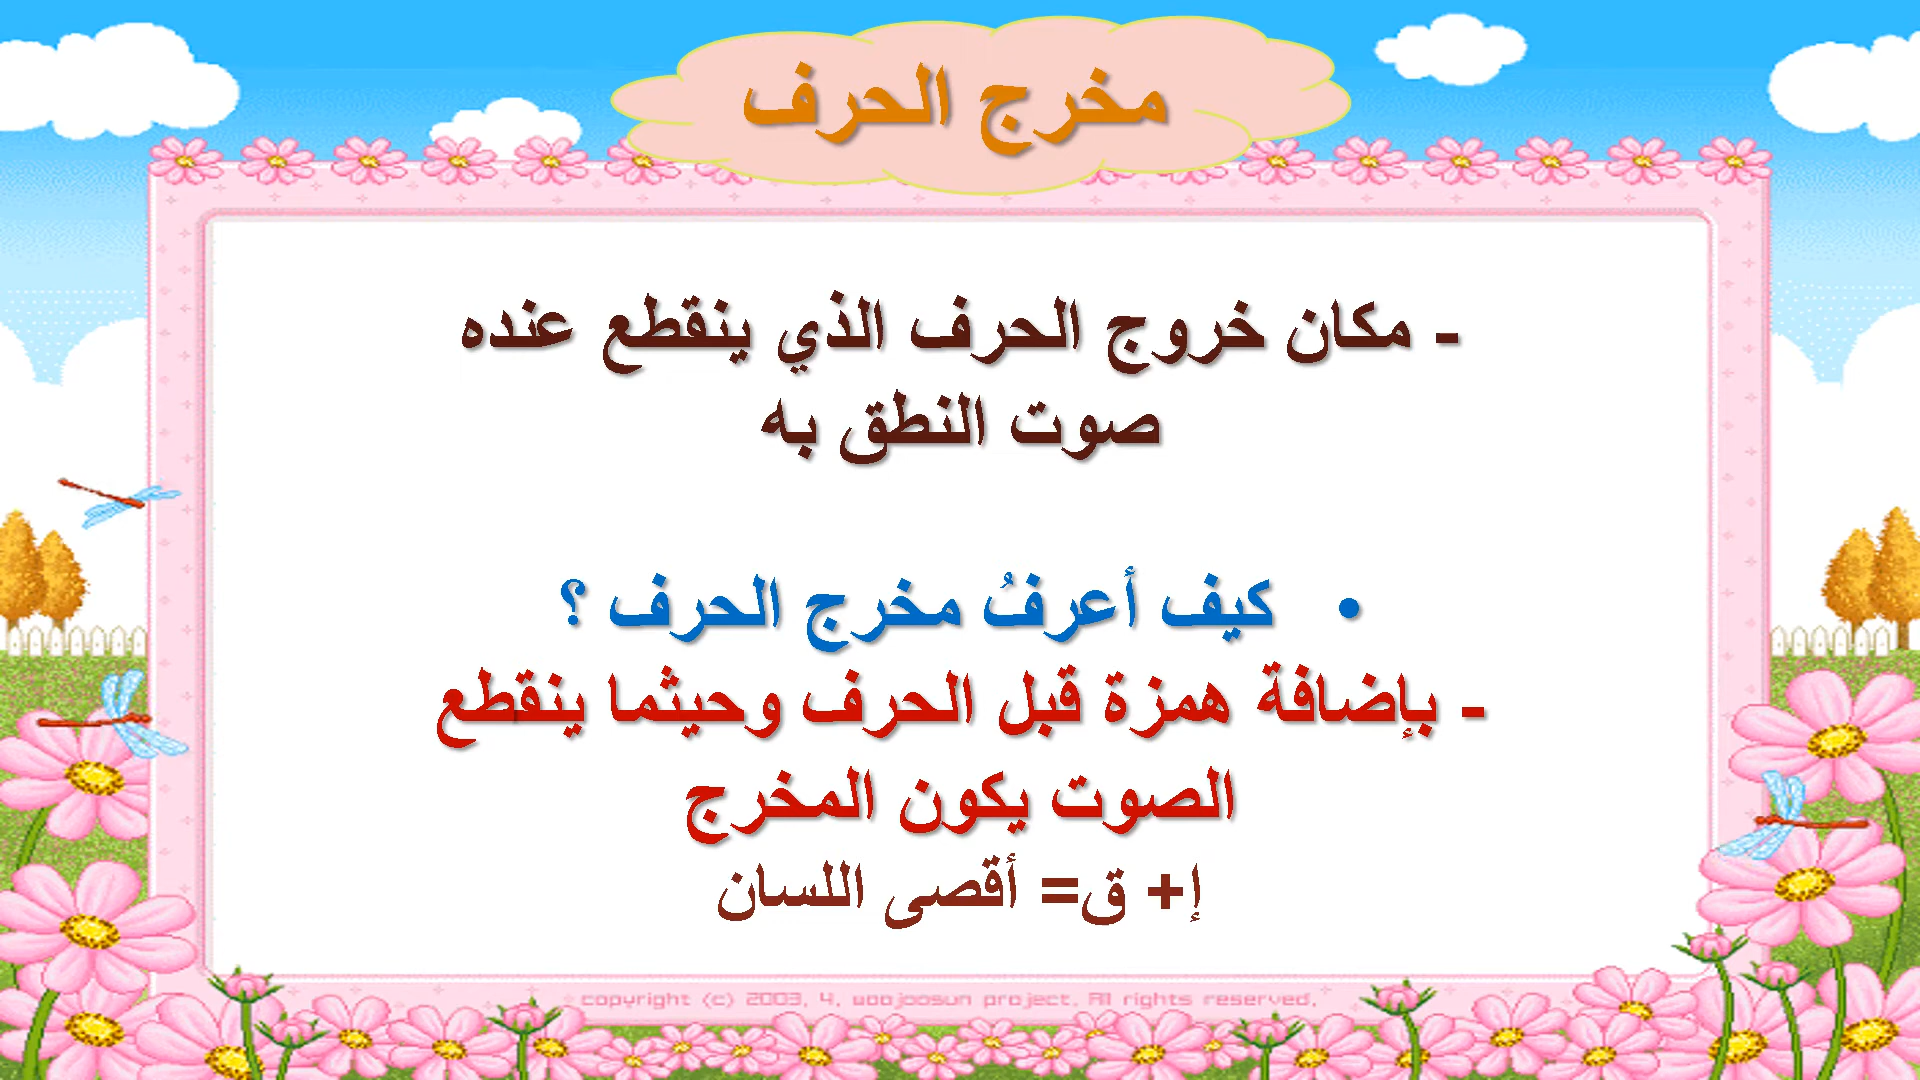 مخرج الحرف
- مكان خروج الحرف الذي ينقطع عنده
صوت النطق به
• كيف أعرفُ مخرج الحرف ؟
- بإضافة همزة قبل الحرف وحيثما ينقطع
الصوت يكون المخرج
إ+ ق= أقصى اللسان
copyright (c) 2003. 4. woojoosun project. All rights reserved.